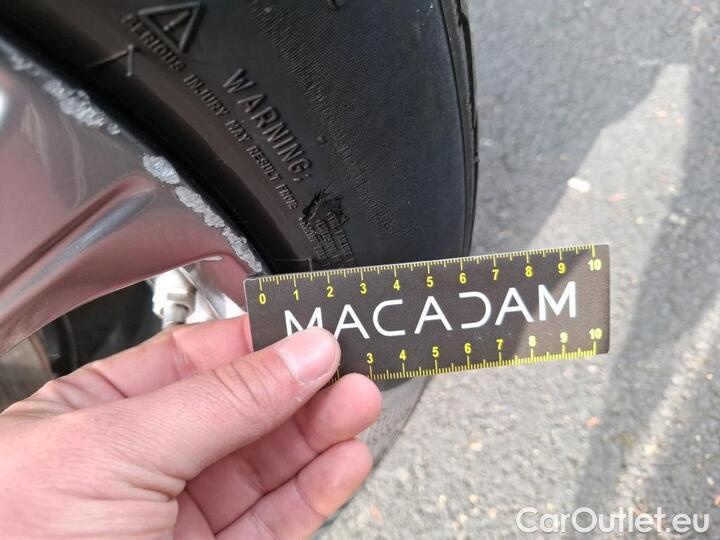 WARNING:
SERIOUS INJURY MAY RESULT FROM:
0 1 2 3 4 5 6 7 8 9 10
MACADAM
3 4 5 6 7 8 9 10
CarOutlet.eu